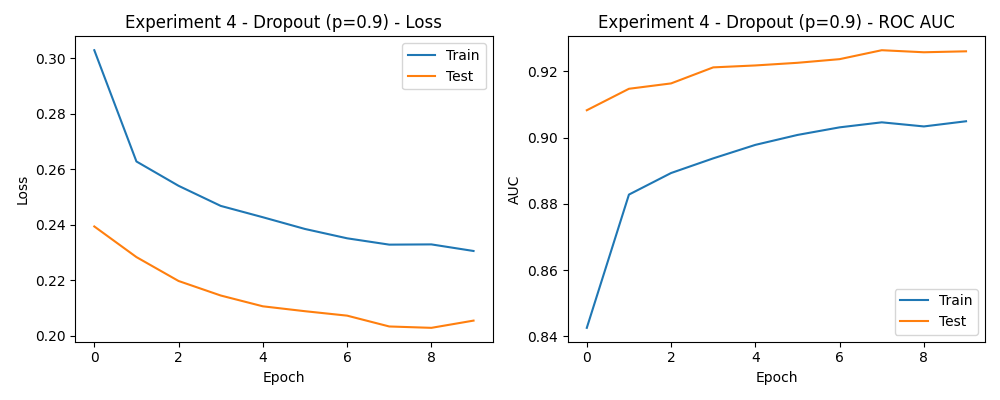 Experiment 4 - Dropout (p=0.9) - Loss
Loss
0.30
0.28
0.26
0.24
0.22
0.20
Train
Test
0
2
4
6
8
Epoch
Experiment 4 - Dropout (p=0.9) - ROC AUC
AUC
0.92
0.90
0.88
0.86
0.84
Train
Test
0
2
4
6
8
Epoch